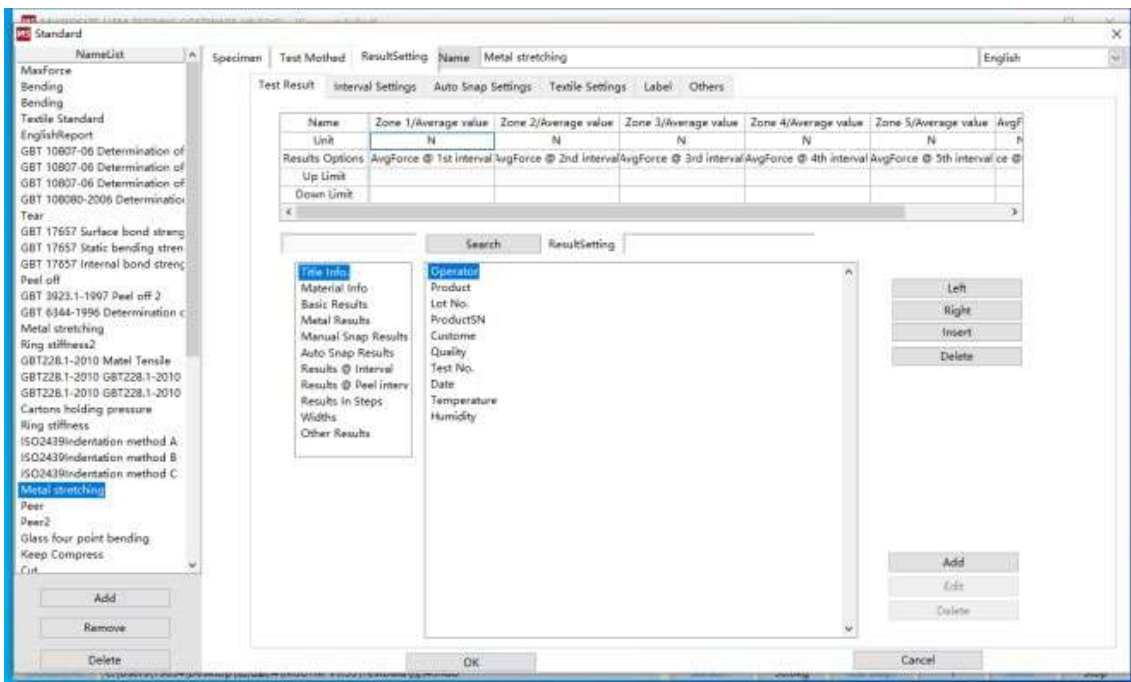 Standard
NameList
MaxForce
Bending
Bending
Textile Standard
EnglishReport
GBT 10807-06 Determination of
GBT 10807-06 Determination of
GBT 10807-06 Determination of
GBT 108080-2006 Determination
Tear
GBT 17657 Surface bond streng
GBT 17657 Static bending stren
GBT 17657 Internal bond streng
Peel off
GBT 3923.1-1997 Peel off 2
GBT 6344-1996 Determination c
Metal stretching
Ring stiffness2
GBT228.1-2010 Matel Tensile
GBT228.1-2010 GBT228.1-2010
GBT228.1-2010 GBT228.1-2010
Cartons holding pressure
Ring stiffness
ISO2439Indentation method A
ISO2439Indentation method B
ISO2439Indentation method C
Metal stretching
Peer
Peer2
Glass four point bending
Keep Compress
Cut
Add
Remove
Delete
Specimen Test Mothed ResultSetting Name Metal stretching English
Test Result Interval Settings Auto Snap Settings Textile Settings Label Others
Name Zone 1/Average value Zone 2/Average value Zone 3/Average value Zone 4/Average value Zone 5/Average value AvgF
Unit N N N N N
Results Options AvgForce @ 1st interval AvgForce @ 2nd interval AvgForce @ 3rd interval AvgForce @ 4th interval AvgForce @ 5th interval ce @
Up Limit
Down Limit
Search ResultSetting
Title Info.
Material Info
Basic Results
Metal Results
Manual Snap Results
Auto Snap Results
Results @ Interval
Results @ Peel interv
Results In Steps
Widths
Other Results
Operator
Product
Lot No.
ProductSN
Custome
Quality
Test No.
Date
Temperature
Humidity
Left
Right
Insert
Delete
Add
Edit
Delete
OK
Cancel